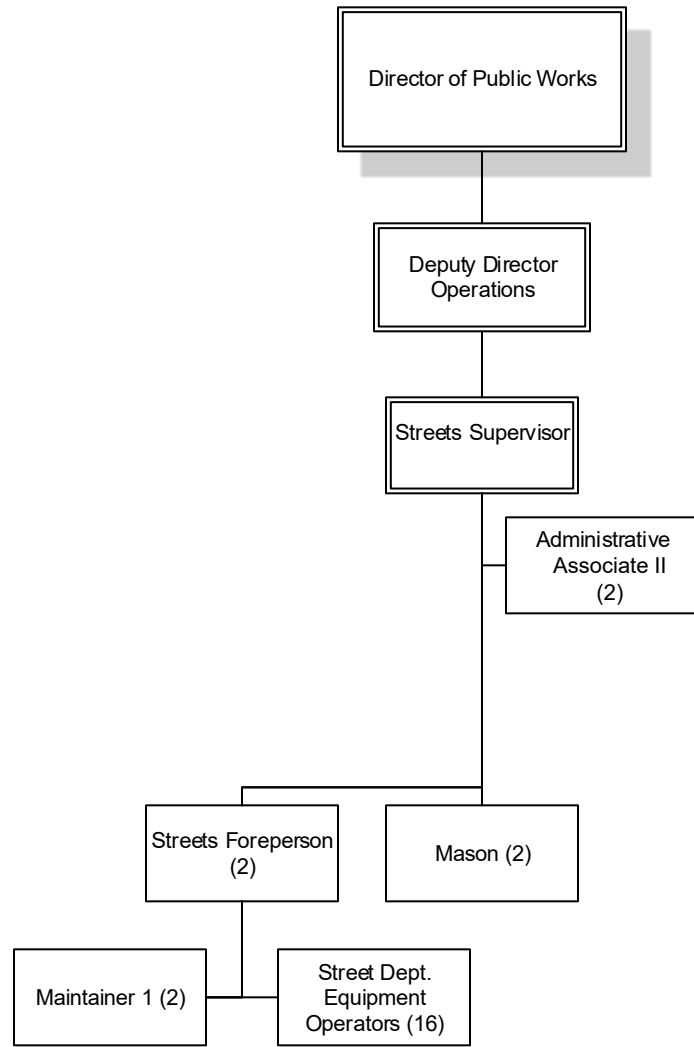 Director of Public Works
Deputy Director
Operations
Streets Supervisor
Administrative
Associate II
(2)
Streets Foreperson
(2)
Mason (2)
Maintainer 1 (2)
Street Dept.
Equipment
Operators (16)